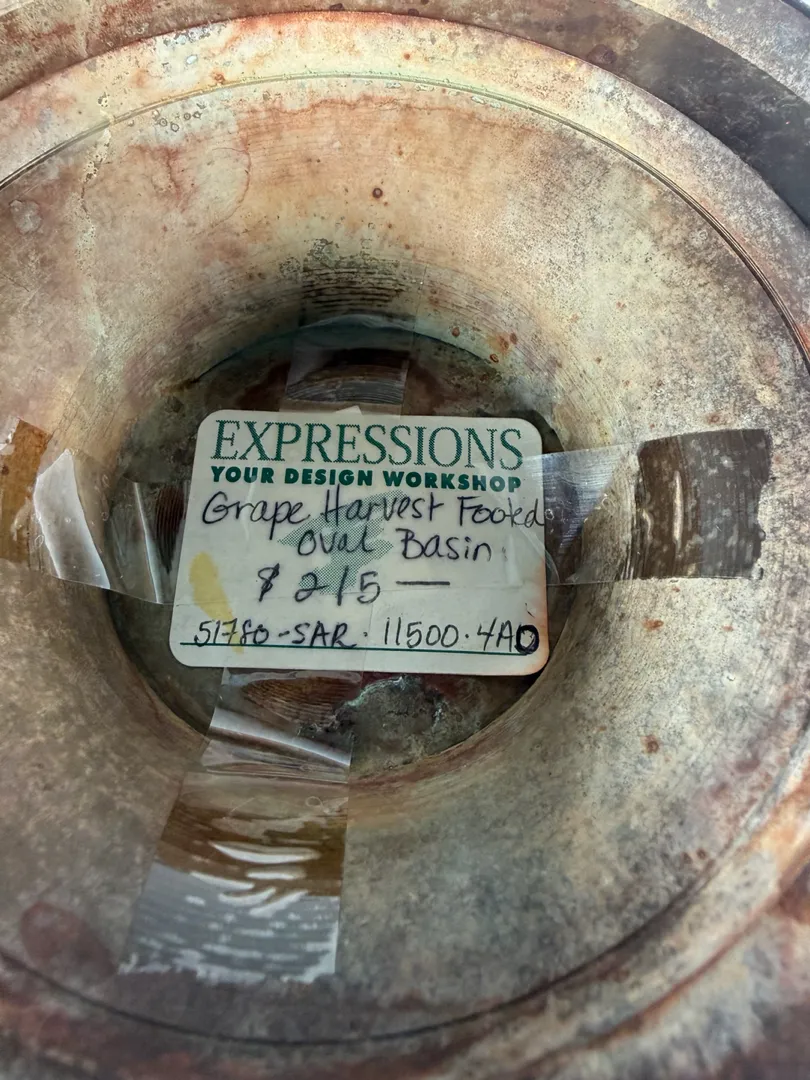 EXPRESSIONS
YOUR DESIGN WORKSHOP
Grape Harvest Footed
Oval Basin
$ 215 —
51780-SAR. 11500.4AO